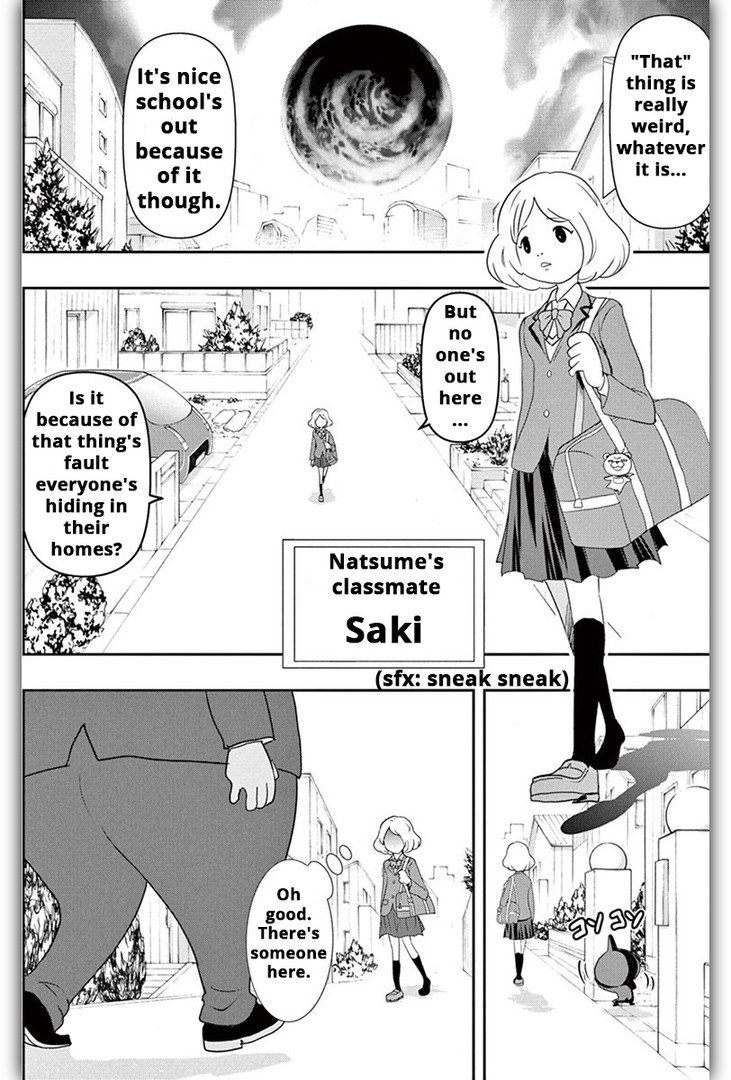 "That"
thing is
really
weird,
whatever
it is...
It's nice
school's
out
because
of it
though.
But
no
one's
out
here
...
Is it
because of
that thing's
fault
everyone's
hiding in
their
homes?
Natsume's
classmate
Saki
(sfx: sneak sneak)
コソコソ
Oh
good.
There's
someone
here.